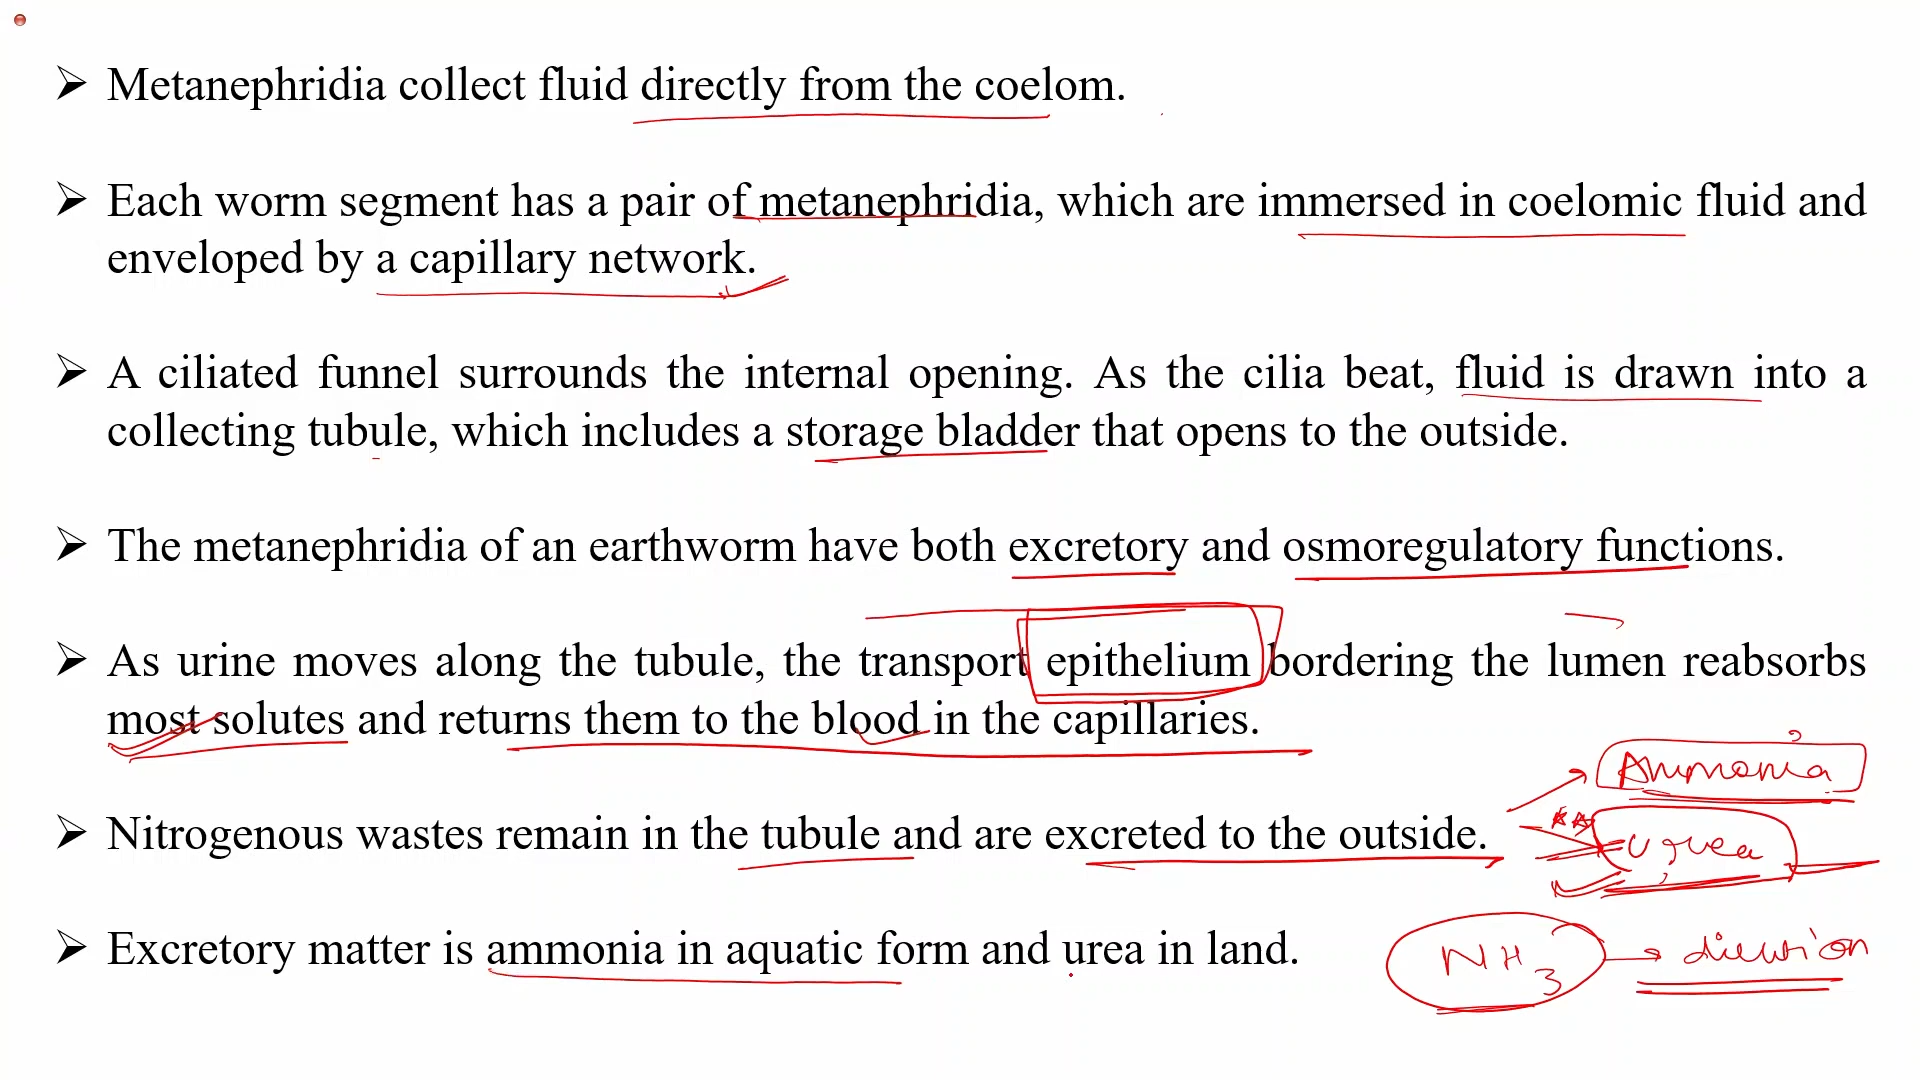 ➢ Metanephridia collect fluid directly from the coelom.
➢ Each worm segment has a pair of metanephridia, which are immersed in coelomic fluid and
enveloped by a capillary network.
➢ A ciliated funnel surrounds the internal opening. As the cilia beat, fluid is drawn into a
collecting tubule, which includes a storage bladder that opens to the outside.
➢ The metanephridia of an earthworm have both excretory and osmoregulatory functions.
➢ As urine moves along the tubule, the transport epithelium bordering the lumen reabsorbs
most solutes and returns them to the blood in the capillaries.
Ammonia
➢ Nitrogenous wastes remain in the tubule and are excreted to the outside.
Urea
➢ Excretory matter is ammonia in aquatic form and urea in land.
NH3 → dilution